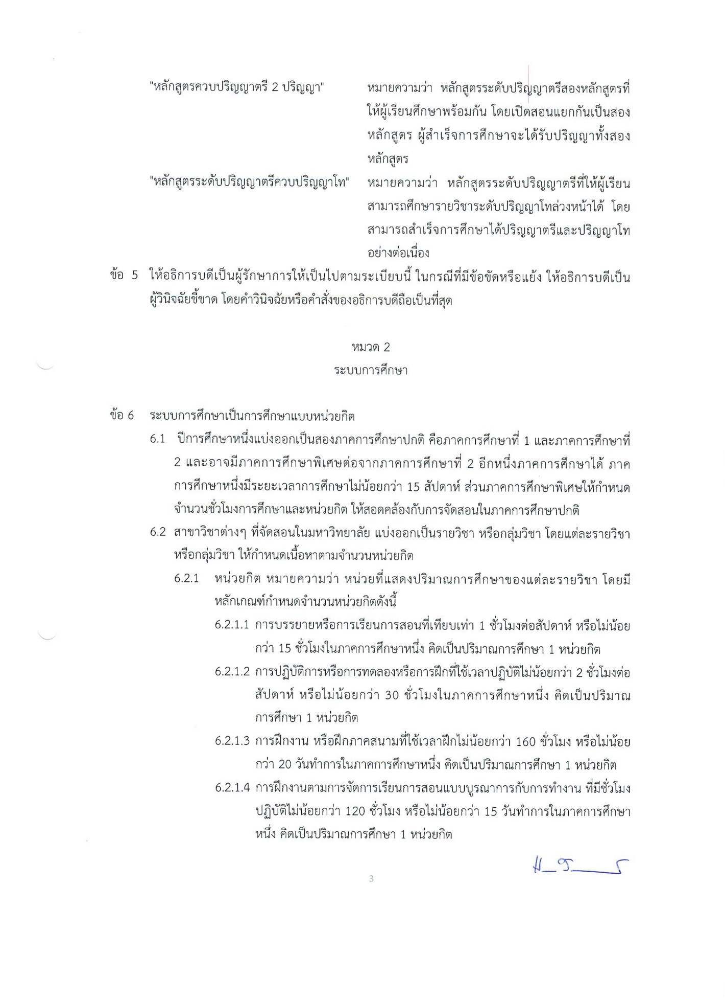 "หลักสูตรควบปริญญาตรี 2 ปริญญา" หมายความว่า หลักสูตรระดับปริญญาตรีสองหลักสูตรที่
ให้ผู้เรียนศึกษาพร้อมกัน โดยเปิดสอนแยกกันเป็นสอง
หลักสูตร ผู้สำเร็จการศึกษาจะได้รับปริญญาทั้งสอง
หลักสูตร
"หลักสูตรระดับปริญญาตรีควบปริญญาโท" หมายความว่า หลักสูตรระดับปริญญาตรีที่ให้ผู้เรียน
สามารถศึกษารายวิชาระดับปริญญาโทล่วงหน้าได้ โดย
สามารถสำเร็จการศึกษาได้ปริญญาตรีและปริญญาโท
อย่างต่อเนื่อง
ข้อ 5 ให้อธิการบดีเป็นผู้รักษาการให้เป็นไปตามระเบียบนี้ ในกรณีที่มีข้อขัดหรือแย้ง ให้อธิการบดีเป็น
ผู้วินิจฉัยชี้ขาด โดยคำวินิจฉัยหรือคำสั่งของอธิการบดีถือเป็นที่สุด
หมวด 2
ระบบการศึกษา
ข้อ 6 ระบบการศึกษาเป็นการศึกษาแบบหน่วยกิต
6.1 ปีการศึกษาหนึ่งแบ่งออกเป็นสองภาคการศึกษาปกติ คือภาคการศึกษาที่ 1 และภาคการศึกษาที่
2 และอาจมีภาคการศึกษาพิเศษต่อจากภาคการศึกษาที่ 2 อีกหนึ่งภาคการศึกษาได้ ภาค
การศึกษาหนึ่งมีระยะเวลาการศึกษาไม่น้อยกว่า 15 สัปดาห์ ส่วนภาคการศึกษาพิเศษให้กำหนด
จำนวนชั่วโมงการศึกษาและหน่วยกิต ให้สอดคล้องกับการจัดสอนในภาคการศึกษาปกติ
6.2 สาขาวิชาต่างๆ ที่จัดสอนในมหาวิทยาลัย แบ่งออกเป็นรายวิชา หรือกลุ่มวิชา โดยแต่ละรายวิชา
หรือกลุ่มวิชา ให้กำหนดเนื้อหาตามจำนวนหน่วยกิต
6.2.1 หน่วยกิต หมายความว่า หน่วยที่แสดงปริมาณการศึกษาของแต่ละรายวิชา โดยมี
หลักเกณฑ์กำหนดจำนวนหน่วยกิตดังนี้
6.2.1.1 การบรรยายหรือการเรียนการสอนที่เทียบเท่า 1 ชั่วโมงต่อสัปดาห์ หรือไม่น้อย
กว่า 15 ชั่วโมงในภาคการศึกษาหนึ่ง คิดเป็นปริมาณการศึกษา 1 หน่วยกิต
6.2.1.2 การปฏิบัติการหรือการทดลองหรือการฝึกที่ใช้เวลาปฏิบัติไม่น้อยกว่า 2 ชั่วโมงต่อ
สัปดาห์ หรือไม่น้อยกว่า 30 ชั่วโมงในภาคการศึกษาหนึ่ง คิดเป็นปริมาณ
การศึกษา 1 หน่วยกิต
6.2.1.3 การฝึกงาน หรือฝึกภาคสนามที่ใช้เวลาฝึกไม่น้อยกว่า 160 ชั่วโมง หรือไม่น้อย
กว่า 20 วันทำการในภาคการศึกษาหนึ่ง คิดเป็นปริมาณการศึกษา 1 หน่วยกิต
6.2.1.4 การฝึกงานตามการจัดการเรียนการสอนแบบบูรณาการกับการทำงาน ที่มีชั่วโมง
ปฏิบัติไม่น้อยกว่า 120 ชั่วโมง หรือไม่น้อยกว่า 15 วันทำการในภาคการศึกษา
หนึ่ง คิดเป็นปริมาณการศึกษา 1 หน่วยกิต
3